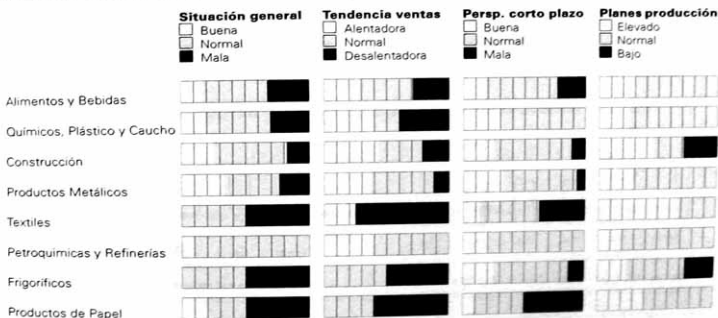 Situación general Tendencia ventas Persp. corto plazo Planes producción
Buena Alentadora Buena Elevado
Normal Normal Normal Normal
Mala Desalentadora Mala Bajo
Alimentos y Bebidas
Químicos, Plástico y Caucho
Construcción
Productos Metálicos
Textiles
Petroquimicas y Refinerías
Frigoríficos
Productos de Papel